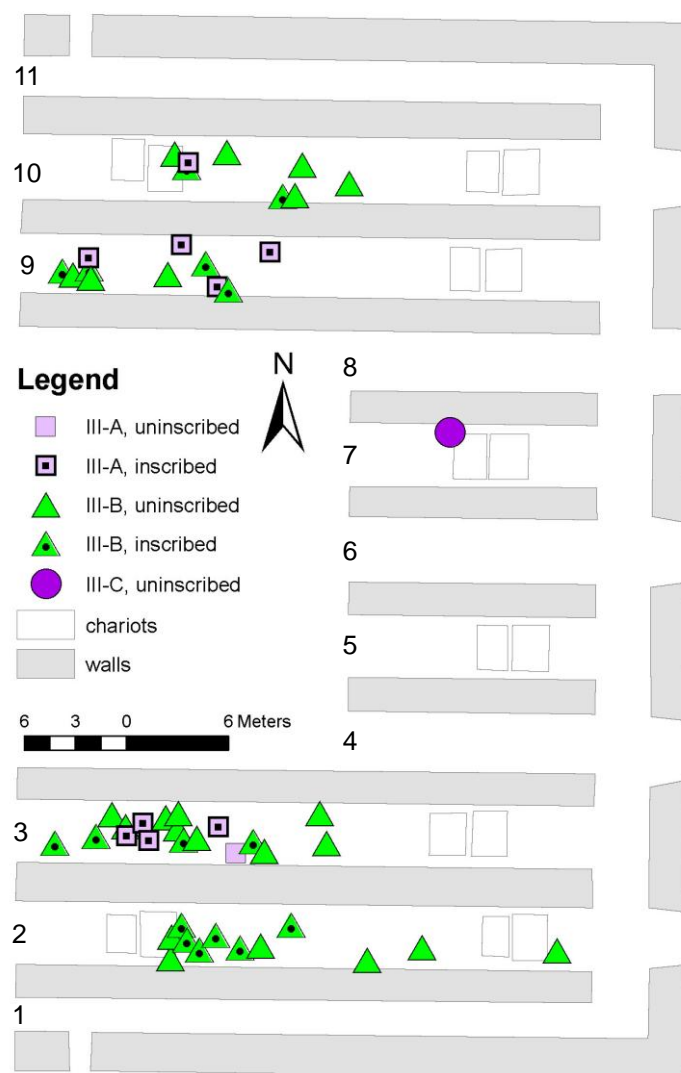 11
10
9
N
8
Legend
III-A, uninscribed
III-A, inscribed
7
III-B, uninscribed
III-B, inscribed
6
III-C, uninscribed
chariots
5
walls
6 3 0 6 Meters
4
3
2
1